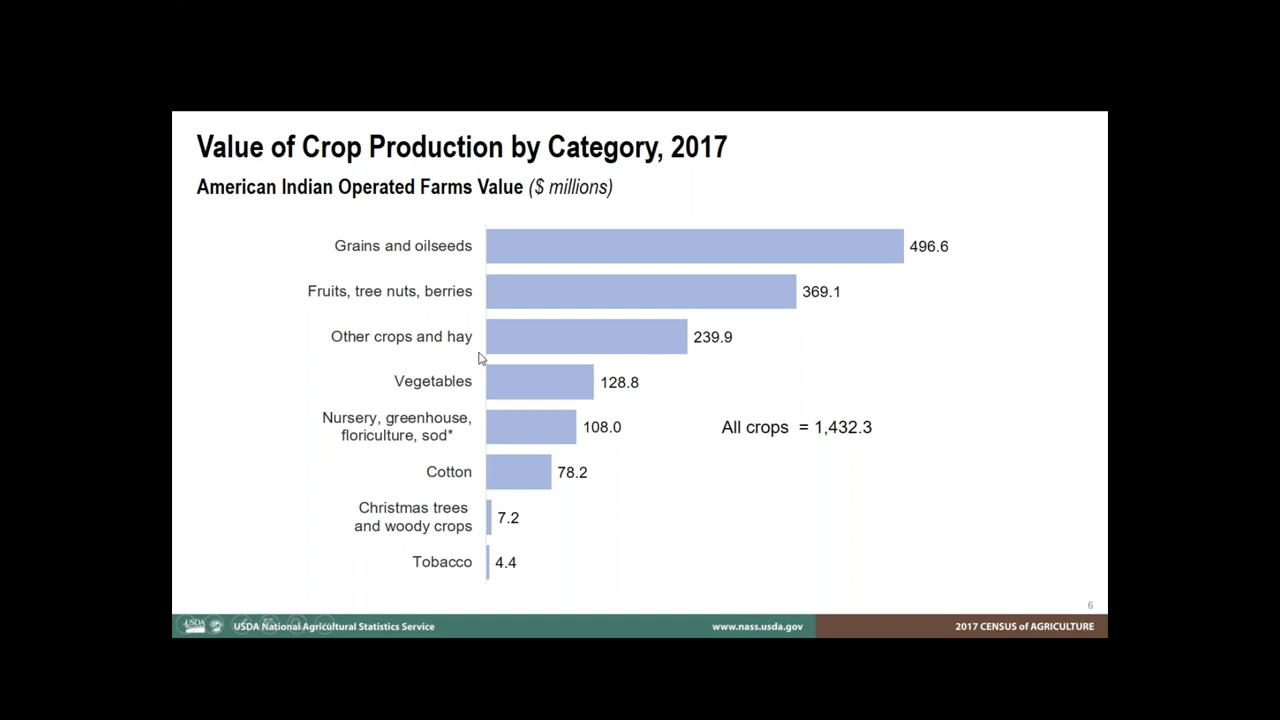 Value of Crop Production by Category, 2017
American Indian Operated Farms Value ($ millions)
Grains and oilseeds 496.6
Fruits, tree nuts, berries 369.1
Other crops and hay 239.9
Vegetables 128.8
Nursery, greenhouse,
floriculture, sod* 108.0
All crops = 1,432.3
Cotton 78.2
Christmas trees
and woody crops 7.2
Tobacco 4.4
6
USDA USDA National Agricultural Statistics Service www.nass.usda.gov 2017 CENSUS of AGRICULTURE